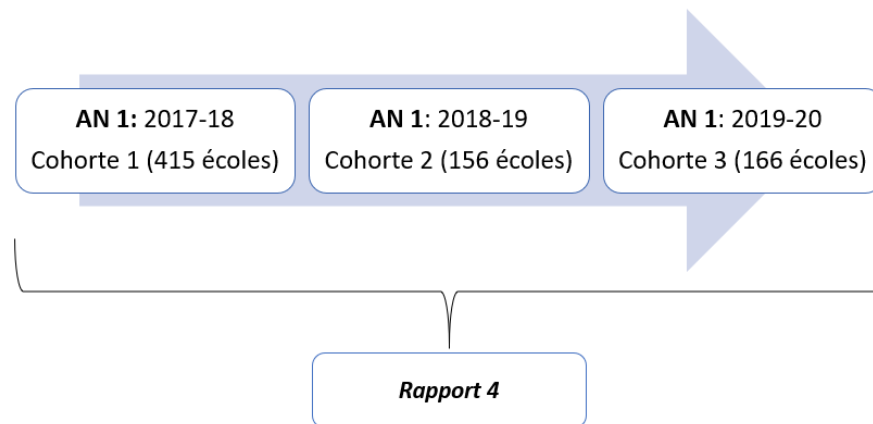 AN 1: 2017-18
Cohorte 1 (415 écoles)
AN 1: 2018-19
Cohorte 2 (156 écoles)
AN 1: 2019-20
Cohorte 3 (166 écoles)
Rapport 4